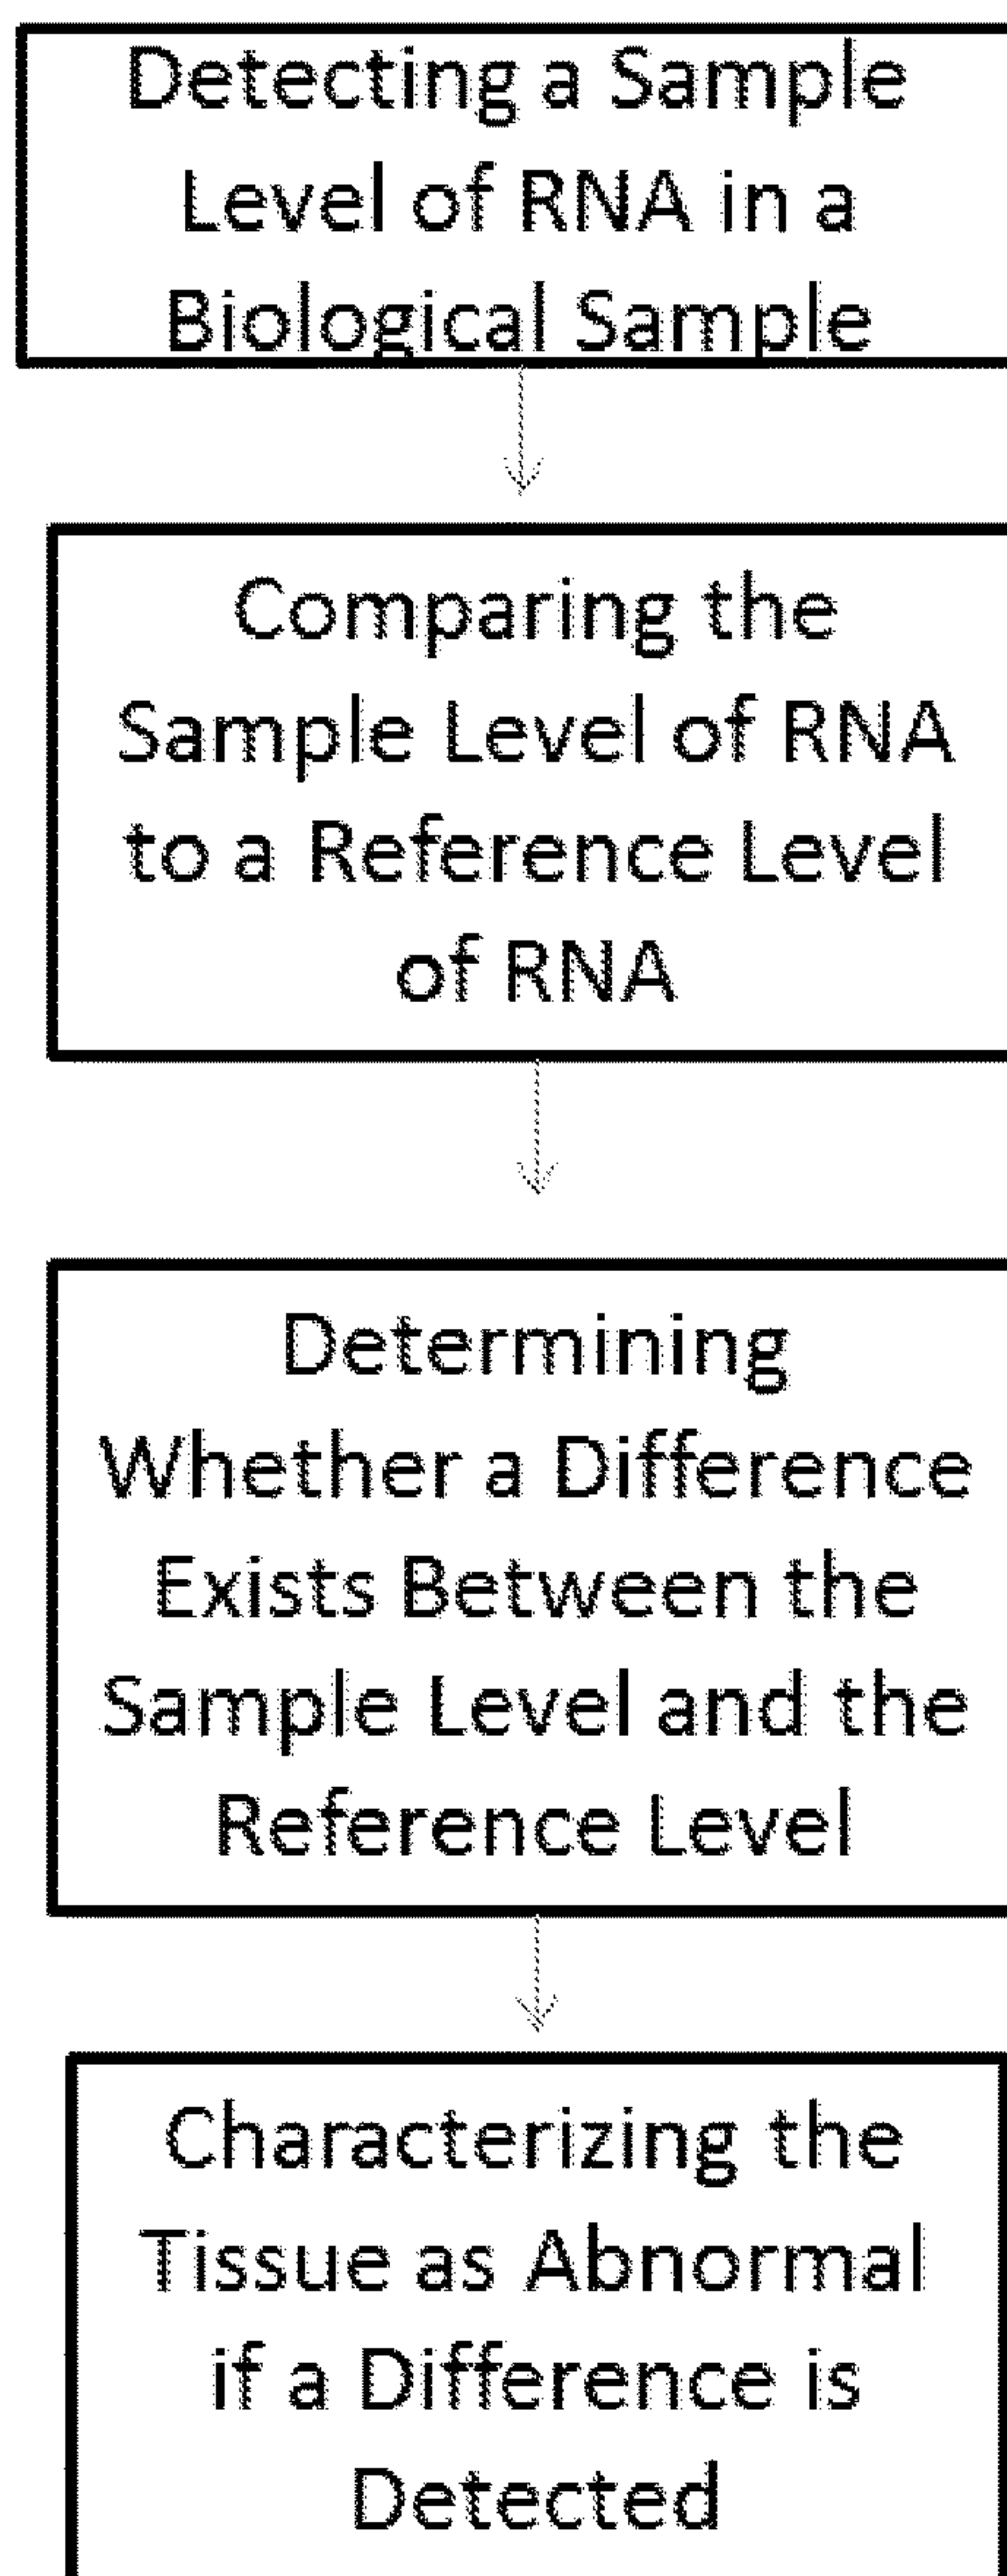 Detecting a Sample
Level of RNA in a
Biological Sample
Comparing the
Sample Level of RNA
to a Reference Level
of RNA
Determining
Whether a Difference
Exists Between the
Sample Level and the
Reference Level
Characterizing the
Tissue as Abnormal
if a Difference is
Detected